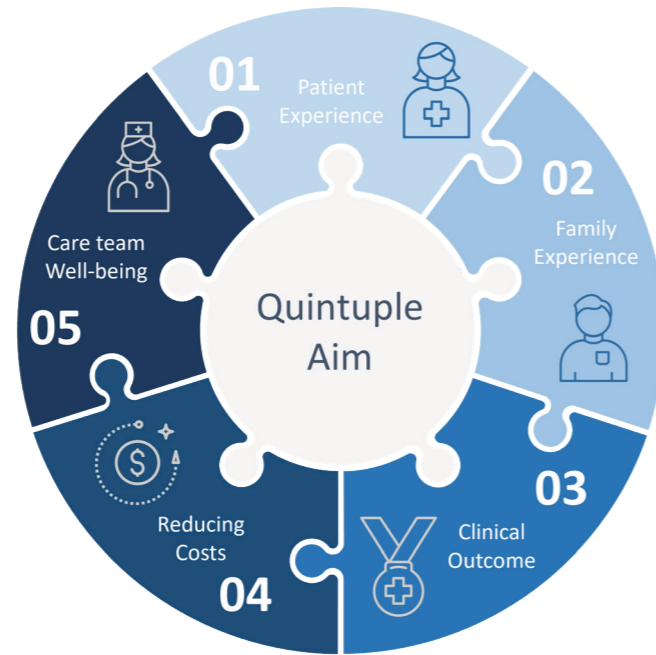 01
Patient
Experience
02
Family
Experience
03
Clinical
Outcome
04
Reducing
Costs
$
05
Care team
Well-being
Quintuple
Aim